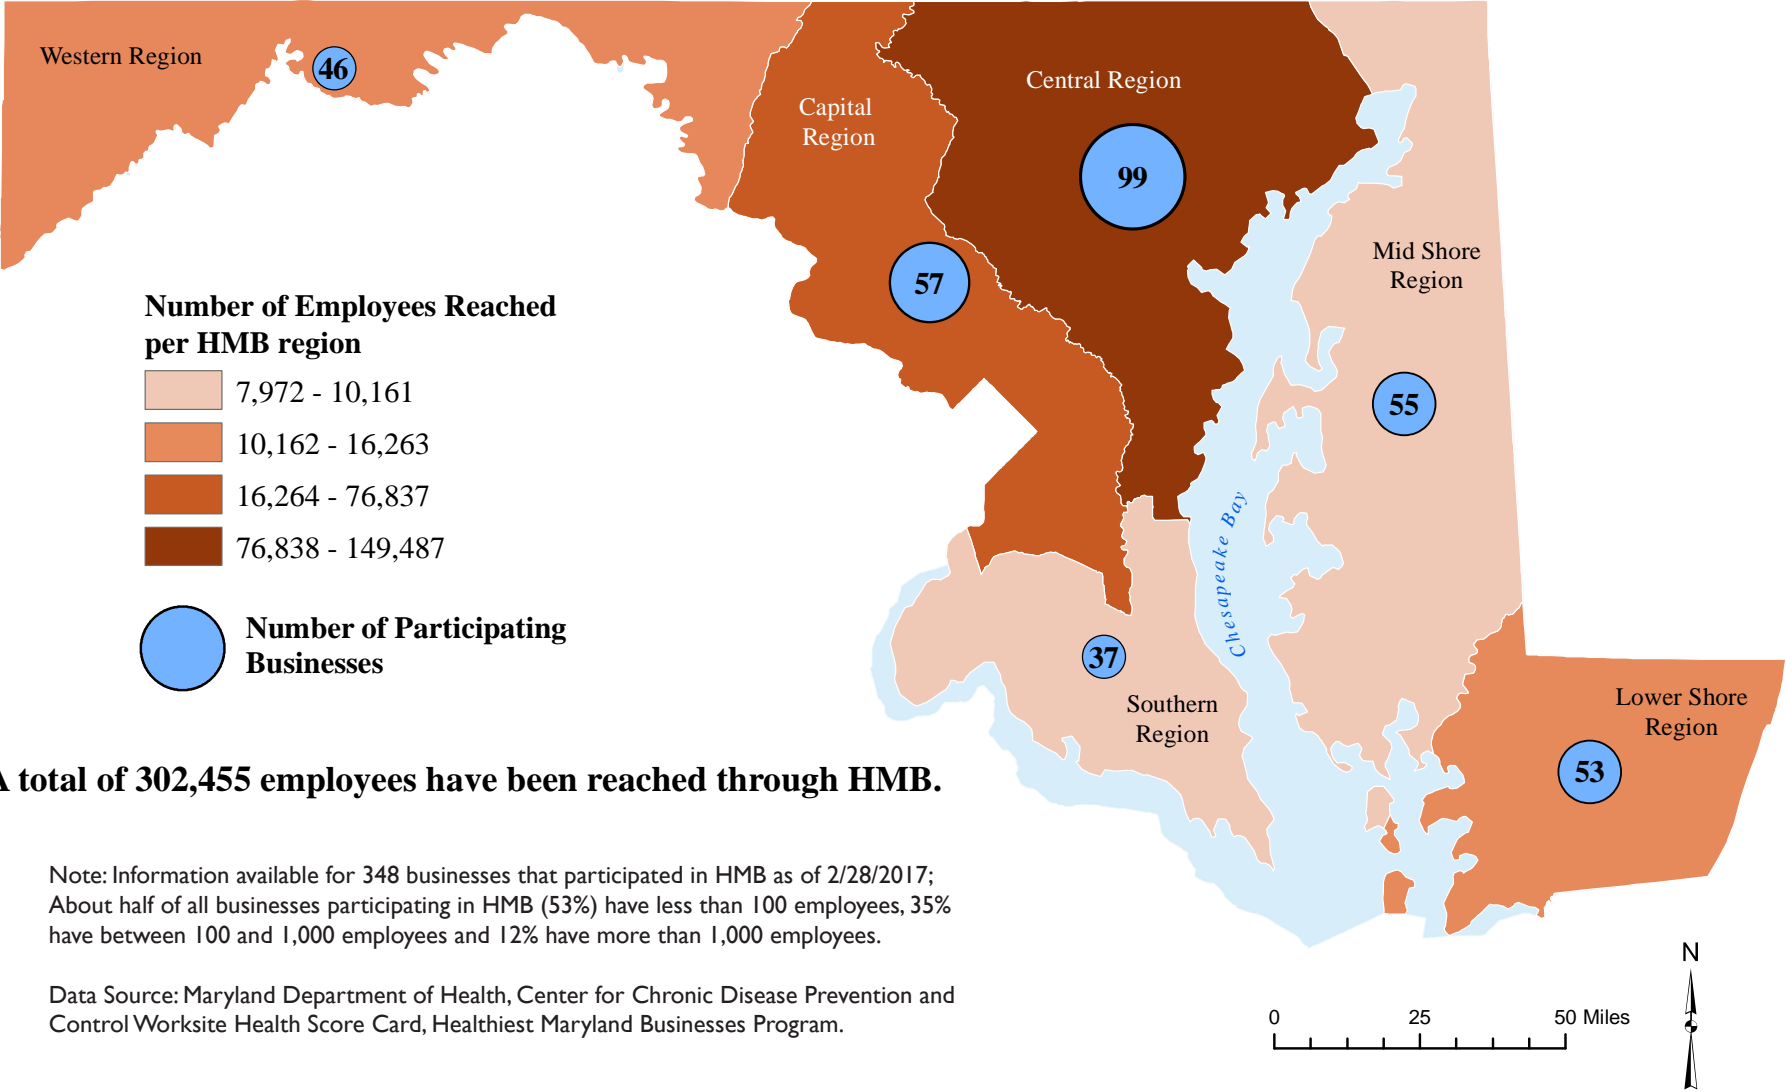 Western Region
46
Capital
Region
Central Region
99
57
Mid Shore
Region
55
Number of Employees Reached
per HMB region
7,972 - 10,161
10,162 - 16,263
16,264 - 76,837
76,838 - 149,487
Number of Participating
Businesses
Chesapeake Bay
37
Southern
Region
Lower Shore
Region
53
A total of 302,455 employees have been reached through HMB.
Note: Information available for 348 businesses that participated in HMB as of 2/28/2017;
About half of all businesses participating in HMB (53%) have less than 100 employees, 35%
have between 100 and 1,000 employees and 12% have more than 1,000 employees.
Data Source: Maryland Department of Health, Center for Chronic Disease Prevention and
Control Worksite Health Score Card, Healthiest Maryland Businesses Program.
N
0 25 50 Miles